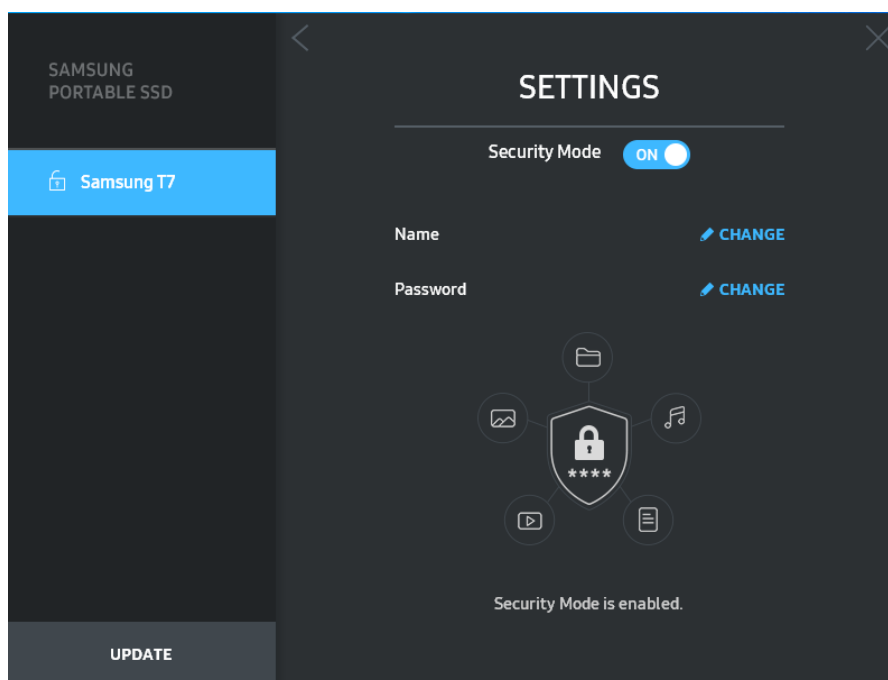 SAMSUNG
PORTABLE SSD
Samsung T7
UPDATE
SETTINGS
Security Mode ON
Name CHANGE
Password CHANGE
****
Security Mode is enabled.